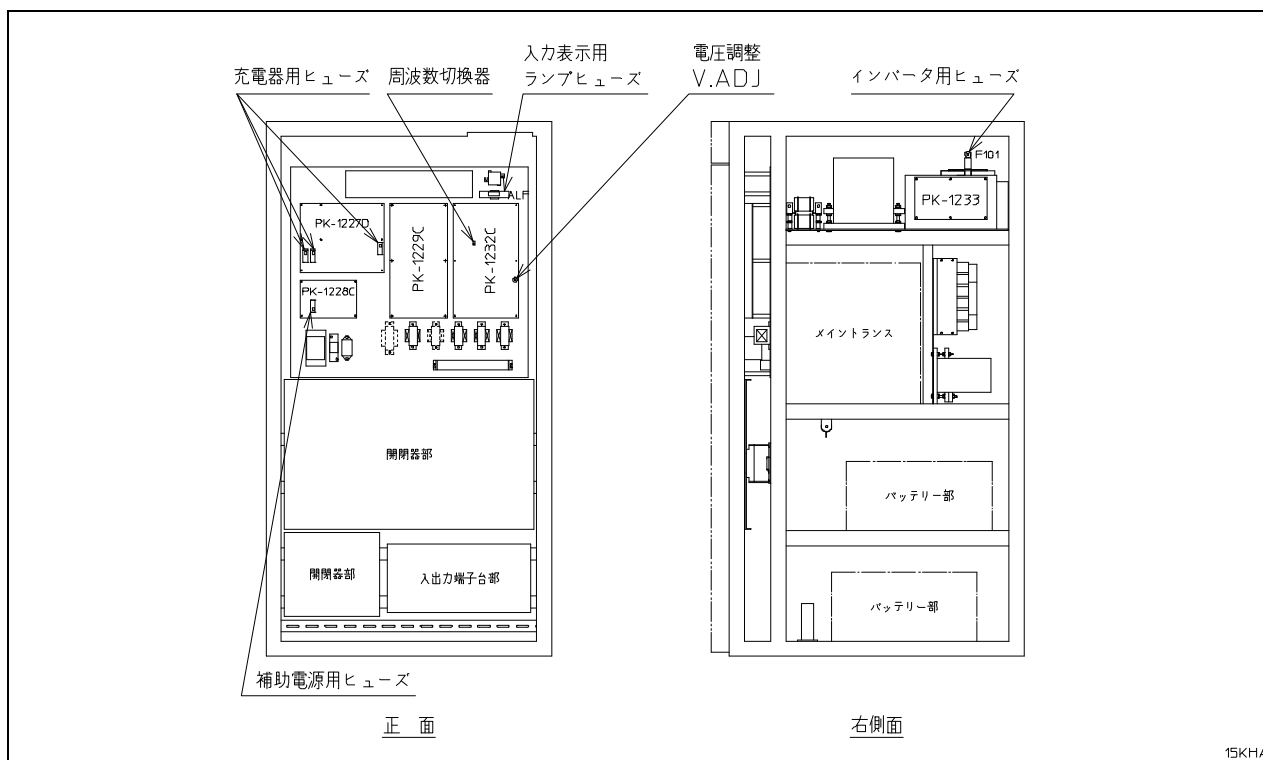 充電器用ヒューズ
周波数切換器
入力表示用
ランプヒューズ
電圧調整
V.ADJ
インバータ用ヒューズ
F101
ALF
PK-1227D
PK-1229C
PK-1232C
PK-1233
PK-1228C
メイントランス
開閉器部
バッテリー部
開閉器部
入出力端子台部
バッテリー部
補助電源用ヒューズ
正 面
右側面
15KHA